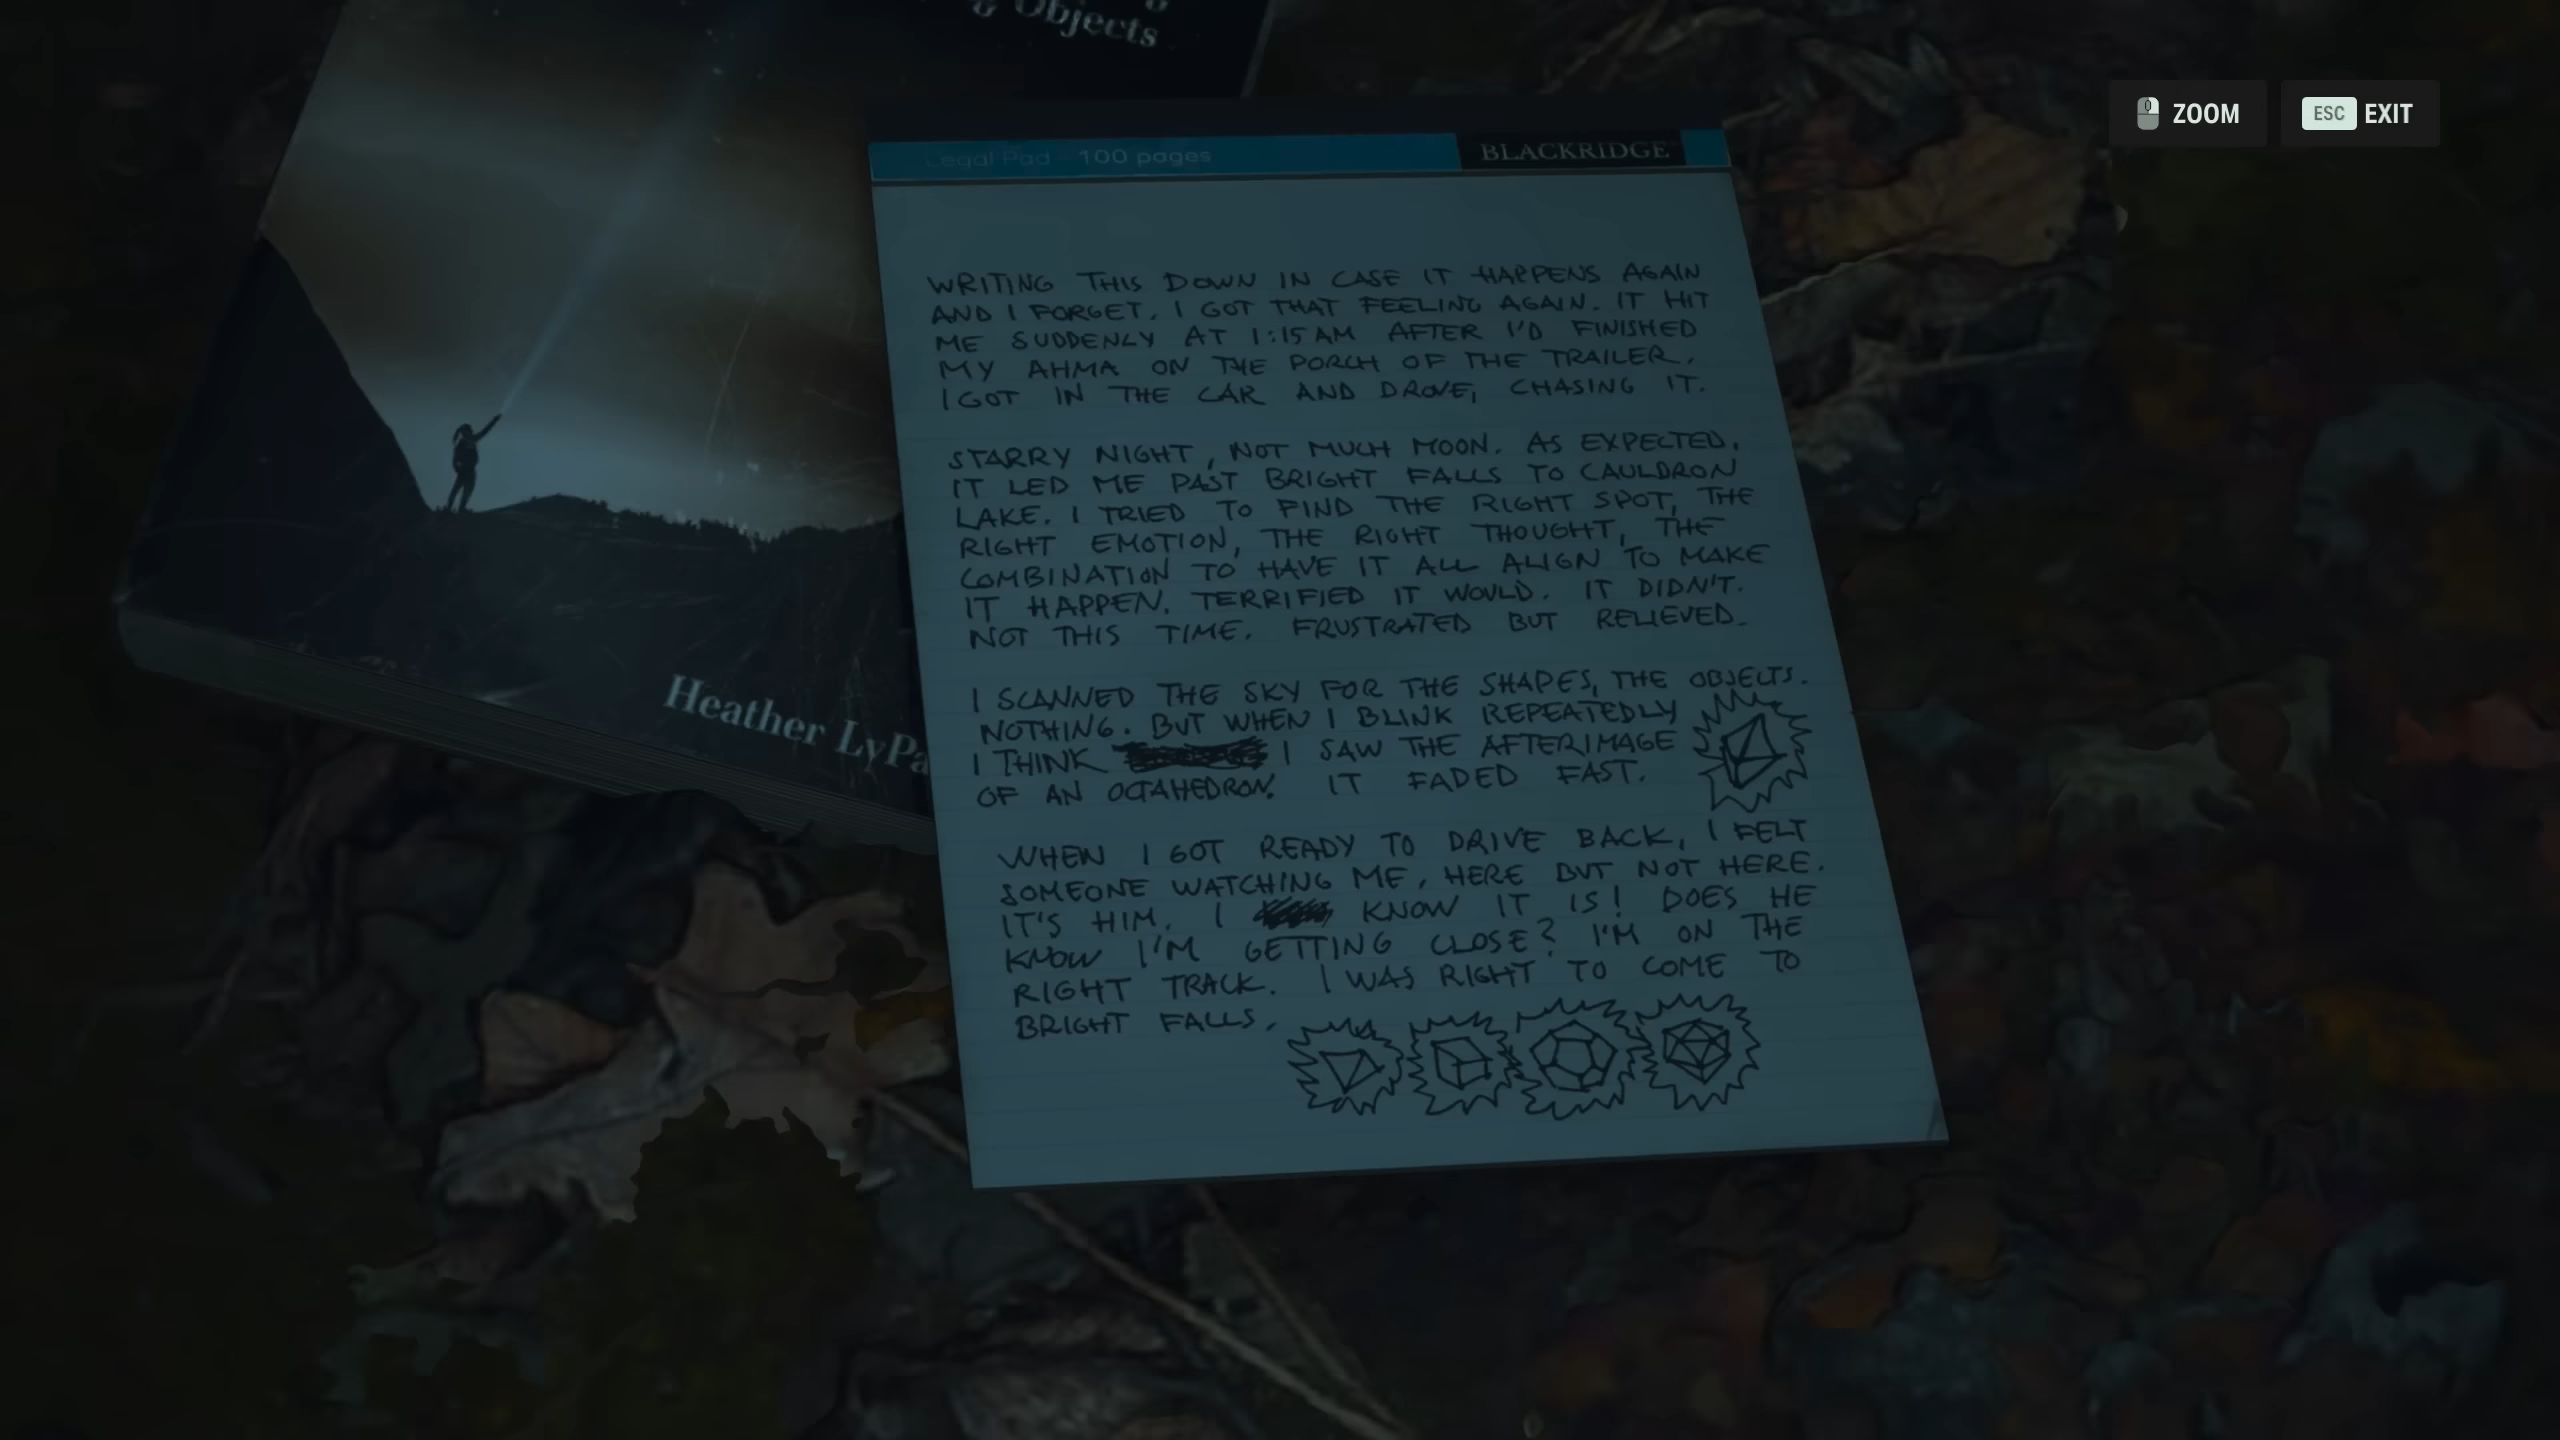 g Objects
Heather LyPa
Legal Pad - 100 pages
BLACKRIDGE
WRITING THIS DOWN IN CASE IT HAPPENS AGAIN
AND I FORGET. I GOT THAT FEELING AGAIN. IT HIT
ME SUDDENLY AT 1:15 AM AFTER I'D FINISHED
MY AHMA ON THE PORCH OF THE TRAILER.
I GOT IN THE CAR AND DROVE, CHASING IT.
STARRY NIGHT, NOT MUCH MOON. AS EXPECTED.
IT LED ME PAST BRIGHT FALLS TO CAULDRON
LAKE. I TRIED TO FIND THE RIGHT SPOT, THE
RIGHT EMOTION, THE RIGHT THOUGHT, THE
COMBINATION TO HAVE IT ALL ALIGN TO MAKE
IT HAPPEN. TERRIFIED IT WOULD. IT DIDN'T.
NOT THIS TIME. FRUSTRATED BUT RELIEVED.
I SCANNED THE SKY FOR THE SHAPES, THE OBJECTS.
NOTHING. BUT WHEN I BLINK REPEATEDLY
I THINK I SAW THE AFTERIMAGE
OF AN OCTAHEDRON. IT FADED FAST.
WHEN I GOT READY TO DRIVE BACK, I FELT
SOMEONE WATCHING ME, HERE BUT NOT HERE.
IT'S HIM. I KNOW IT IS! DOES HE
KNOW I'M GETTING CLOSE? I'M ON THE
RIGHT TRACK. I WAS RIGHT TO COME TO
BRIGHT FALLS.
ZOOM
ESC EXIT